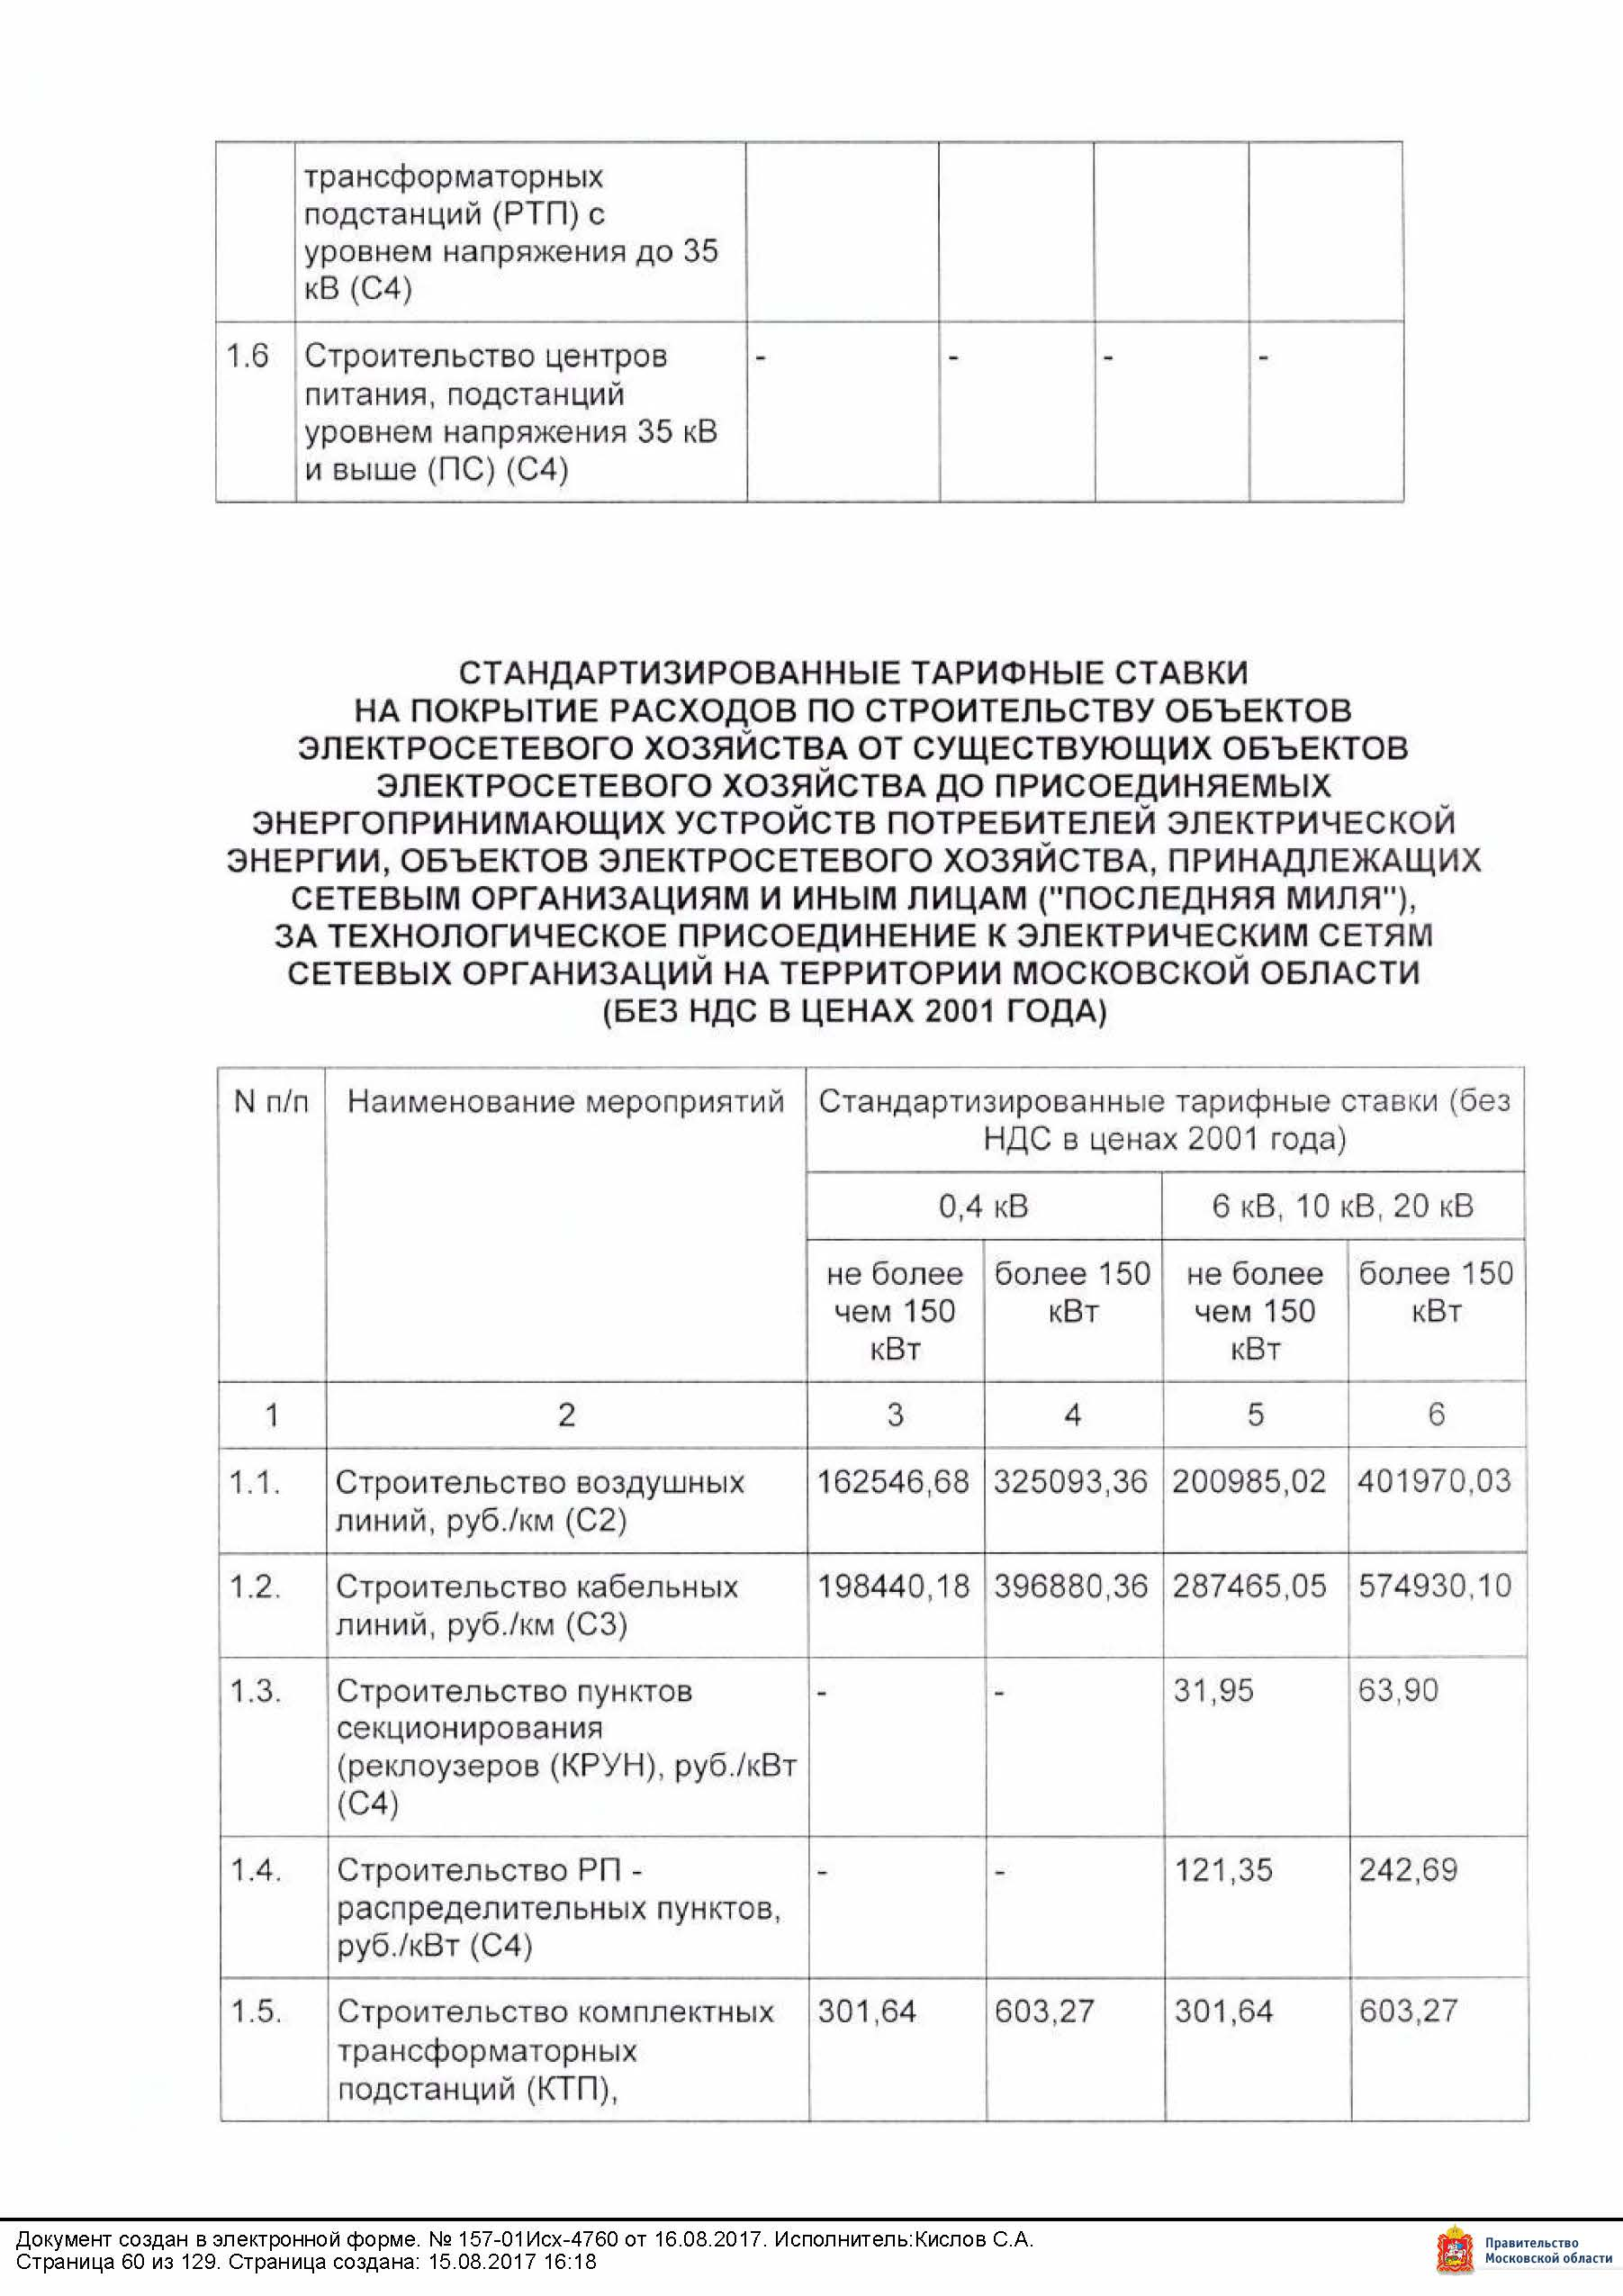 трансформаторных
подстанций (РТП) с
уровнем напряжения до 35
кВ (С4)
1.6 Строительство центров - - - -
питания, подстанций
уровнем напряжения 35 кВ
и выше (ПС) (С4)
СТАНДАРТИЗИРОВАННЫЕ ТАРИФНЫЕ СТАВКИ
НА ПОКРЫТИЕ РАСХОДОВ ПО СТРОИТЕЛЬСТВУ ОБЪЕКТОВ
ЭЛЕКТРОСЕТЕВОГО ХОЗЯЙСТВА ОТ СУЩЕСТВУЮЩИХ ОБЪЕКТОВ
ЭЛЕКТРОСЕТЕВОГО ХОЗЯЙСТВА ДО ПРИСОЕДИНЯЕМЫХ
ЭНЕРГОПРИНИМАЮЩИХ УСТРОЙСТВ ПОТРЕБИТЕЛЕЙ ЭЛЕКТРИЧЕСКОЙ
ЭНЕРГИИ, ОБЪЕКТОВ ЭЛЕКТРОСЕТЕВОГО ХОЗЯЙСТВА, ПРИНАДЛЕЖАЩИХ
СЕТЕВЫМ ОРГАНИЗАЦИЯМ И ИНЫМ ЛИЦАМ ("ПОСЛЕДНЯЯ МИЛЯ"),
ЗА ТЕХНОЛОГИЧЕСКОЕ ПРИСОЕДИНЕНИЕ К ЭЛЕКТРИЧЕСКИМ СЕТЯМ
СЕТЕВЫХ ОРГАНИЗАЦИЙ НА ТЕРРИТОРИИ МОСКОВСКОЙ ОБЛАСТИ
(БЕЗ НДС В ЦЕНАХ 2001 ГОДА)
N п/п Наименование мероприятий Стандартизированные тарифные ставки (без
НДС в ценах 2001 года)
0,4 кВ 6 кВ, 10 кВ, 20 кВ
не более более 150 не более более 150
чем 150 кВт чем 150 кВт
кВт кВт
1 2 3 4 5 6
1.1. Строительство воздушных 162546,68 325093,36 200985,02 401970,03
линий, руб./км (С2)
1.2. Строительство кабельных 198440,18 396880,36 287465,05 574930,10
линий, руб./км (С3)
1.3. Строительство пунктов - - 31,95 63,90
секционирования
(реклоузеров (КРУН), руб./кВт
(С4)
1.4. Строительство РП - - - 121,35 242,69
распределительных пунктов,
руб./кВт (С4)
1.5. Строительство комплектных 301,64 603,27 301,64 603,27
трансформаторных
подстанций (КТП),
Документ создан в электронной форме. № 157-01Исх-4760 от 16.08.2017. Исполнитель:Кислов С.А.
Страница 60 из 129. Страница создана: 15.08.2017 16:18
Правительство
Московской области